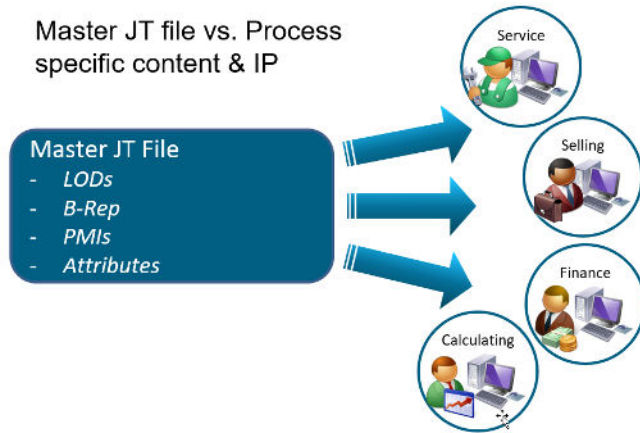 Master JT file vs. Process
specific content & IP
Master JT File
- LODs
- B-Rep
- PMIs
- Attributes
Service
Selling
Finance
Calculating